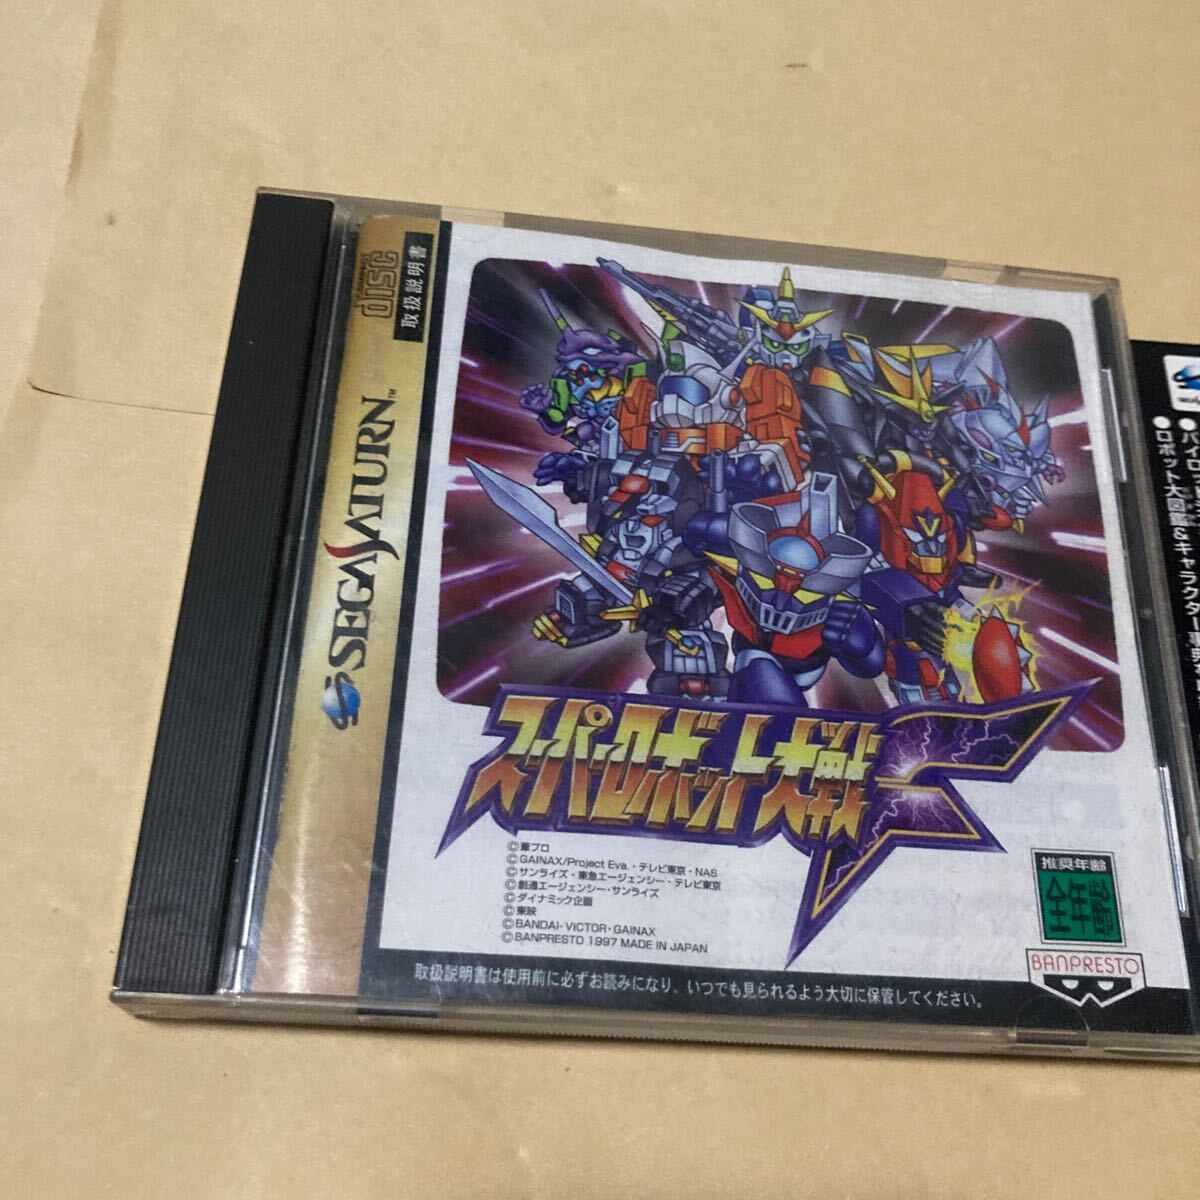 COMPACT DISC
取扱説明書
SEGA SATURN™
スーパーロボット大戦F
©葦プロ
©GAINAX/Project Eva.・テレビ東京・NAS
©サンライズ・東急エージェンシー・テレビ東京
©創通エージェンシー・サンライズ
©ダイナミック企画
©東映
©BANDAI・VICTOR・GAINAX
©BANPRESTO 1997 MADE IN JAPAN
推奨年齢
全年齢
BANPRESTO
取扱説明書は使用前に必ずお読みになり、いつでも見られるよう大切に保管してください。
●ロボット大図鑑&キャラクター